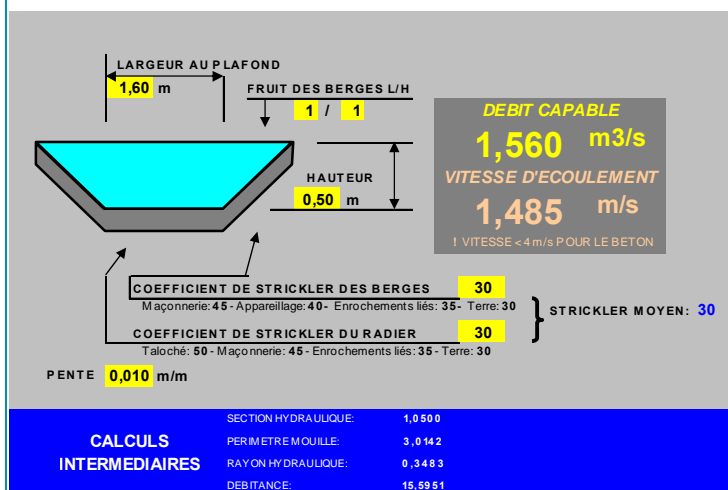 LARGEUR AU PLAFOND
1,60 m
FRUIT DES BERGES L/H
1 / 1
HAUTEUR
0,50 m
DEBIT CAPABLE
1,560 m3/s
VITESSE D'ECOULEMENT
1,485 m/s
! VITESSE < 4 m/s POUR LE BETON
COEFFICIENT DE STRICKLER DES BERGES 30
Maçonnerie: 45 - Appareillage: 40 - Enrochements liés: 35 - Terre: 30
STRICKLER MOYEN: 30
COEFFICIENT DE STRICKLER DU RADIER 30
Taloché: 50 - Maçonnerie: 45 - Enrochements liés: 35 - Terre: 30
PENTE 0,010 m/m
CALCULS INTERMEDIAIRES
SECTION HYDRAULIQUE: 1,0500
PERIMETRE MOUILLE: 3,0142
RAYON HYDRAULIQUE: 0,3483
DEBITANCE: 15,5951